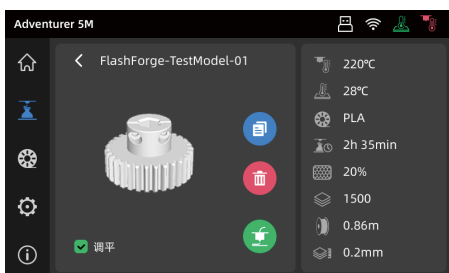 Adventurer 5M
FlashForge-TestModel-01
调平
220℃
28℃
PLA
2h 35min
20%
1500
0.86m
0.2mm